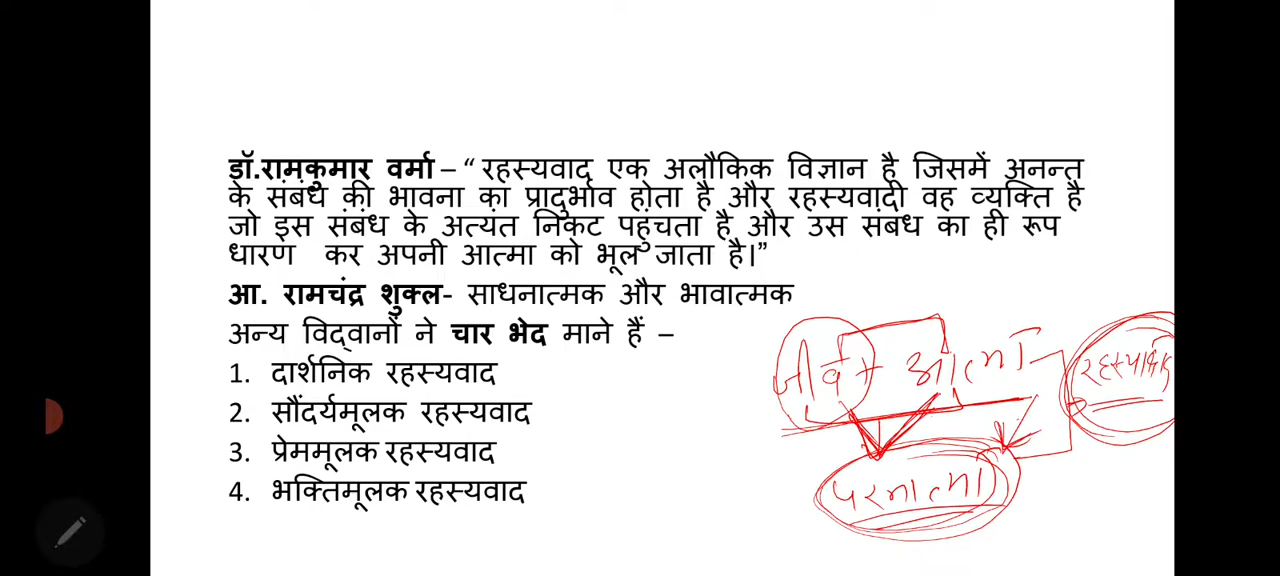 डॉ.रामकुमार वर्मा – “ रहस्यवाद एक अलौकिक विज्ञान है जिसमें अनन्त
के संबंध की भावना का प्रादुर्भाव होता है और रहस्यवादी वह व्यक्ति है
जो इस संबंध के अत्यंत निकट पहुंचता है और उस संबंध का ही रूप
धारण कर अपनी आत्मा को भूल जाता है।”
आ. रामचंद्र शुक्ल- साधनात्मक और भावात्मक
अन्य विद्वानों ने चार भेद माने हैं –
1. दार्शनिक रहस्यवाद
2. सौंदर्यमूलक रहस्यवाद
3. प्रेममूलक रहस्यवाद
4. भक्तिमूलक रहस्यवाद
जीव + आत्मा
परमात्मा